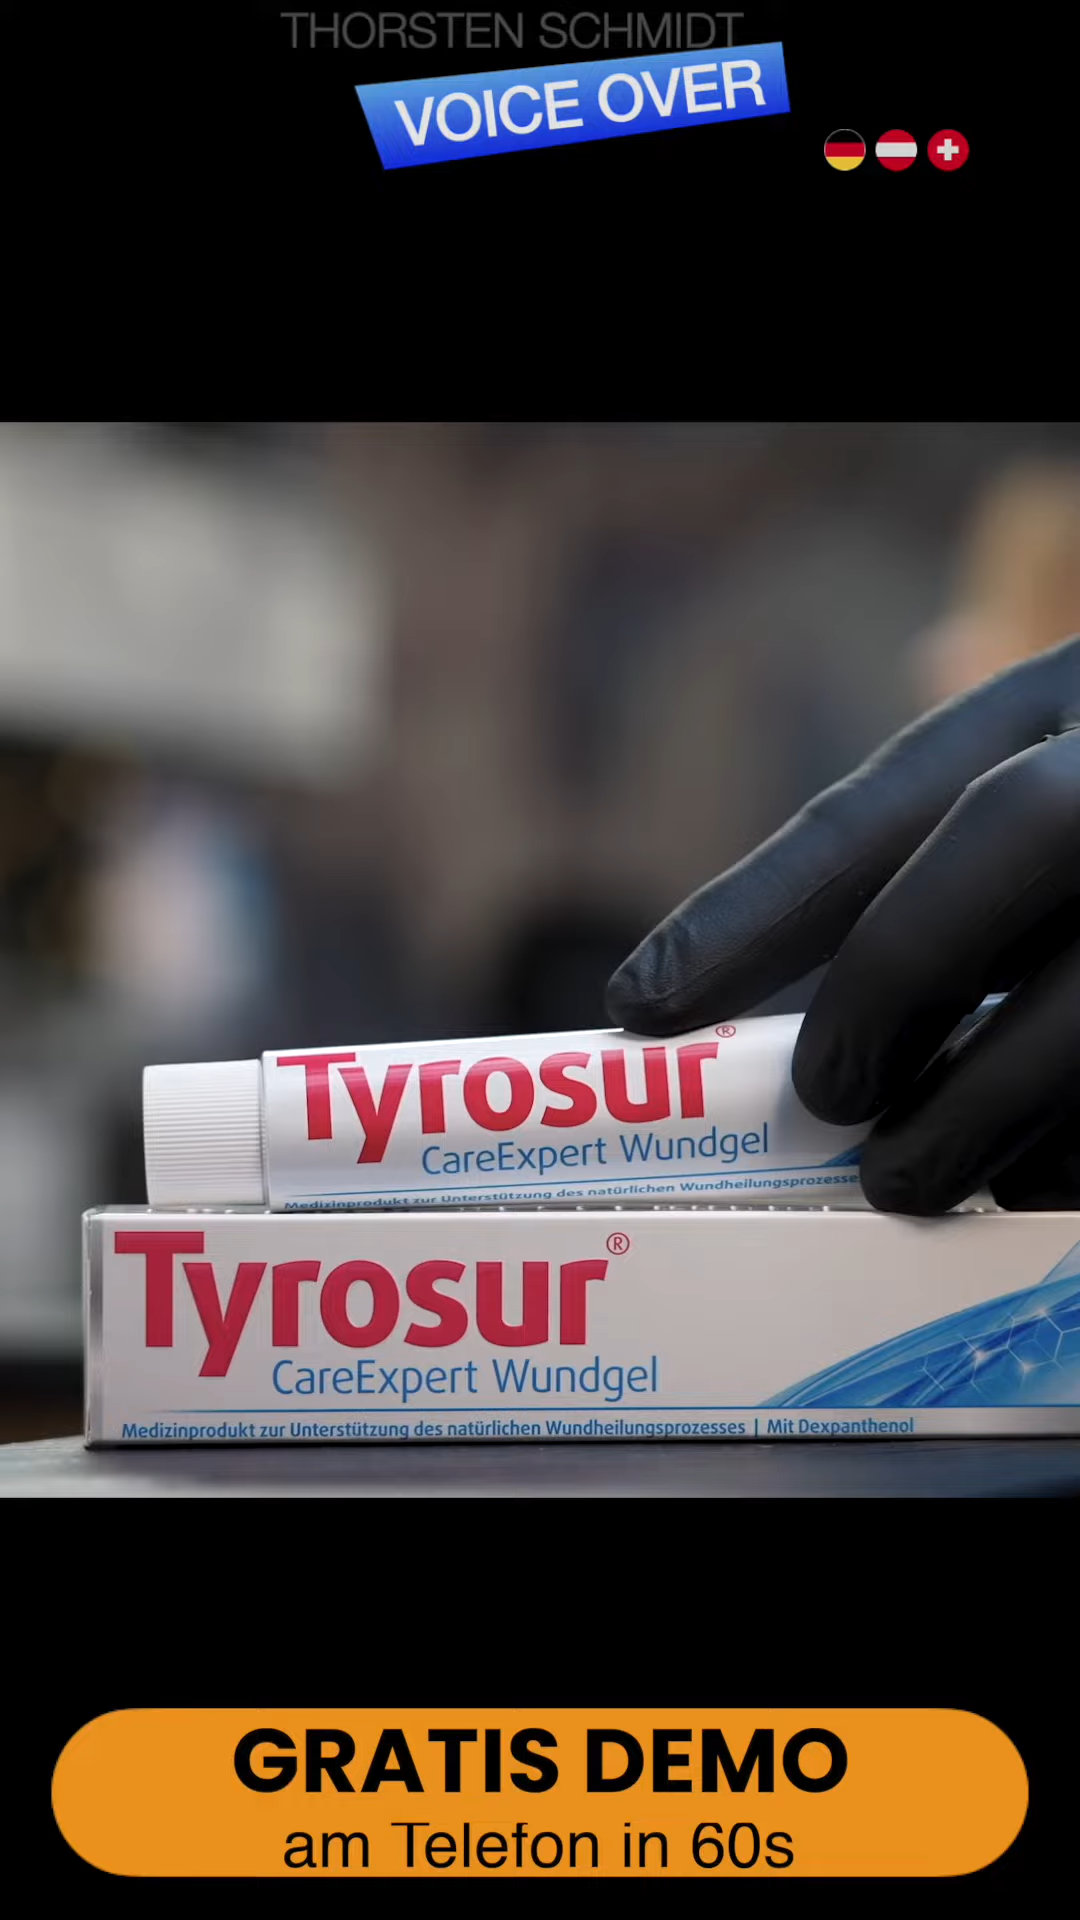 THORSTEN SCHMIDT
VOICE OVER
Tyrosur®
CareExpert Wundgel
Medizinprodukt zur Unterstützung des natürlichen Wundheilungsprozesses
Tyrosur®
CareExpert Wundgel
Medizinprodukt zur Unterstützung des natürlichen Wundheilungsprozesses | Mit Dexpanthenol
GRATIS DEMO
am Telefon in 60s